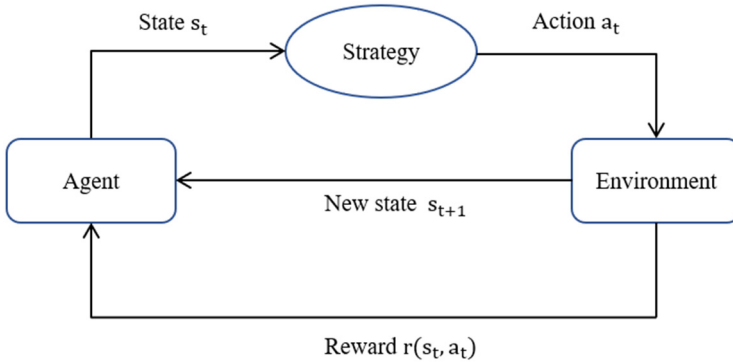 State sₜ
Action aₜ
Strategy
Agent
Environment
New state sₜ₊₁
Reward r(sₜ, aₜ)